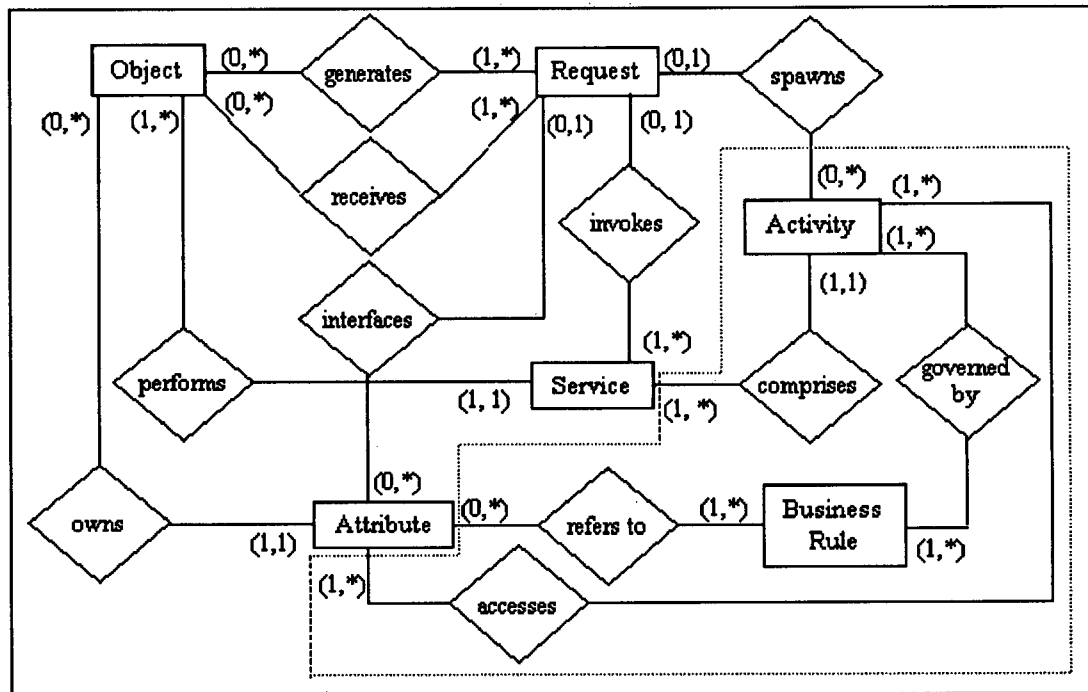 Object
(0,*)
generates
(1,*)
Request
(0,1)
spawns
(0,*)
(1,*)
(0,*)
(1,*)
(0,1)
(0, 1)
receives
invokes
(0,*)
(1,*)
Activity
(1,*)
(1,1)
interfaces
performs
(1, 1)
Service
(1,*)
(1, *)
comprises
governed
by
owns
(1,1)
(0,*)
Attribute
(0,*)
refers to
(1,*)
Business
Rule
(1,*)
(1,*)
accesses